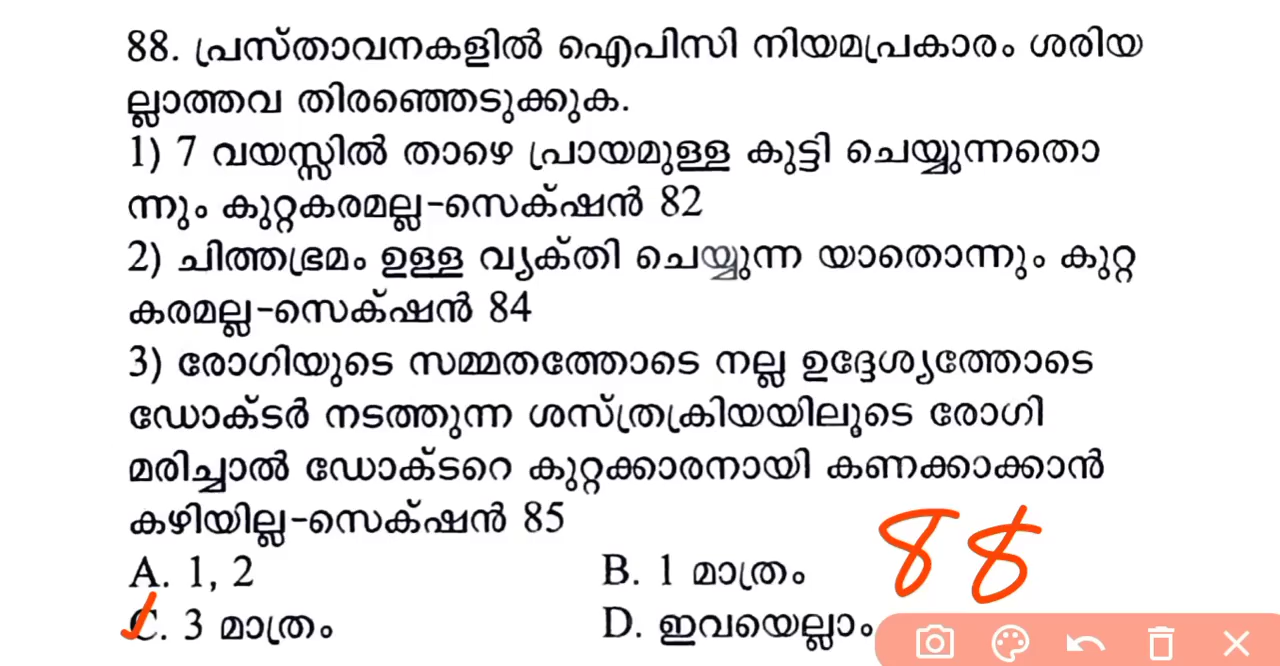 88. പ്രസ്താവനകളിൽ ഐപിസി നിയമപ്രകാരം ശരിയ
ല്ലാത്തവ തിരഞ്ഞെടുക്കുക.
1) 7 വയസ്സിൽ താഴെ പ്രായമുള്ള കുട്ടി ചെയ്യുന്നതൊ
ന്നും കുറ്റകരമല്ല-സെക്ഷൻ 82
2) ചിത്തഭ്രമം ഉള്ള വ്യക്തി ചെയ്യുന്ന യാതൊന്നും കുറ്റ
കരമല്ല-സെക്ഷൻ 84
3) രോഗിയുടെ സമ്മതത്തോടെ നല്ല ഉദ്ദേശ്യത്തോടെ
ഡോക്ടർ നടത്തുന്ന ശസ്ത്രക്രിയയിലൂടെ രോഗി
മരിച്ചാൽ ഡോക്ടറെ കുറ്റക്കാരനായി കണക്കാക്കാൻ
കഴിയില്ല-സെക്ഷൻ 85
88
A. 1, 2 B. 1 മാത്രം
C. 3 മാത്രം D. ഇവയെല്ലാം